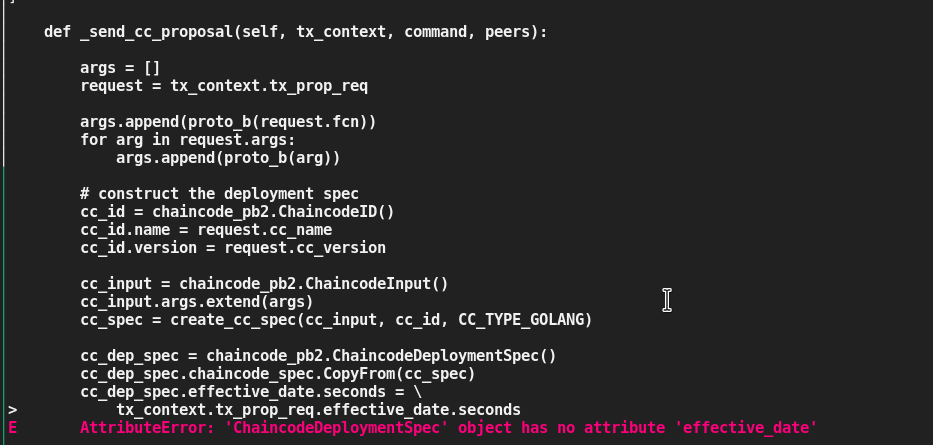 ]
def _send_cc_proposal(self, tx_context, command, peers):
args = []
request = tx_context.tx_prop_req
args.append(proto_b(request.fcn))
for arg in request.args:
args.append(proto_b(arg))
# construct the deployment spec
cc_id = chaincode_pb2.ChaincodeID()
cc_id.name = request.cc_name
cc_id.version = request.cc_version
cc_input = chaincode_pb2.ChaincodeInput()
cc_input.args.extend(args)
cc_spec = create_cc_spec(cc_input, cc_id, CC_TYPE_GOLANG)
cc_dep_spec = chaincode_pb2.ChaincodeDeploymentSpec()
cc_dep_spec.chaincode_spec.CopyFrom(cc_spec)
cc_dep_spec.effective_date.seconds = \
> tx_context.tx_prop_req.effective_date.seconds
E AttributeError: 'ChaincodeDeploymentSpec' object has no attribute 'effective_date'